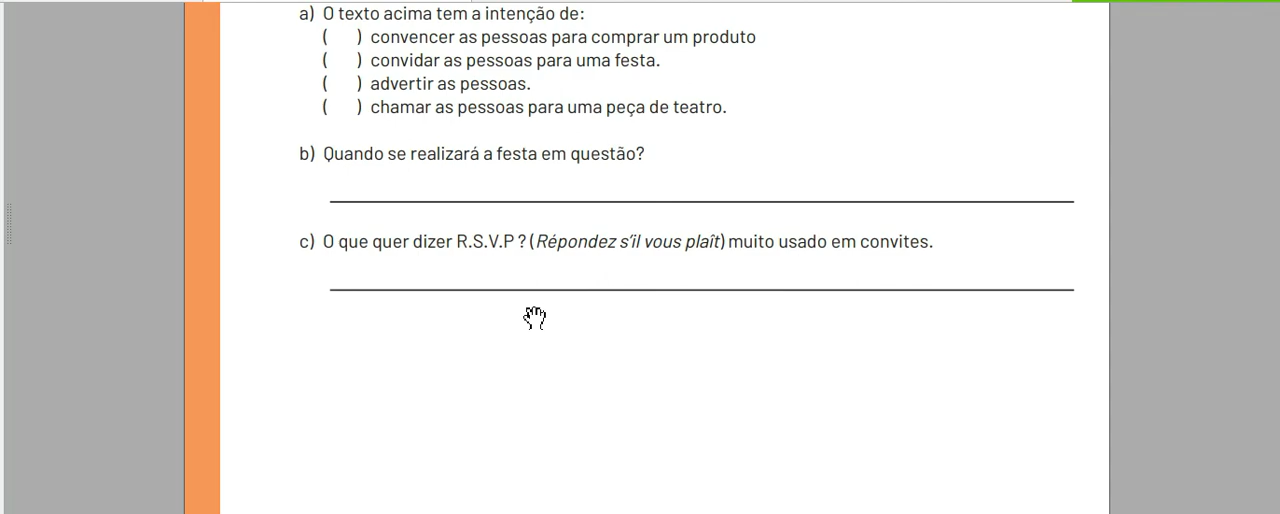 a) O texto acima tem a intenção de:
( ) convencer as pessoas para comprar um produto
( ) convidar as pessoas para uma festa.
( ) advertir as pessoas.
( ) chamar as pessoas para uma peça de teatro.
b) Quando se realizará a festa em questão?
c) O que quer dizer R.S.V.P ? (Répondez s'il vous plaît) muito usado em convites.